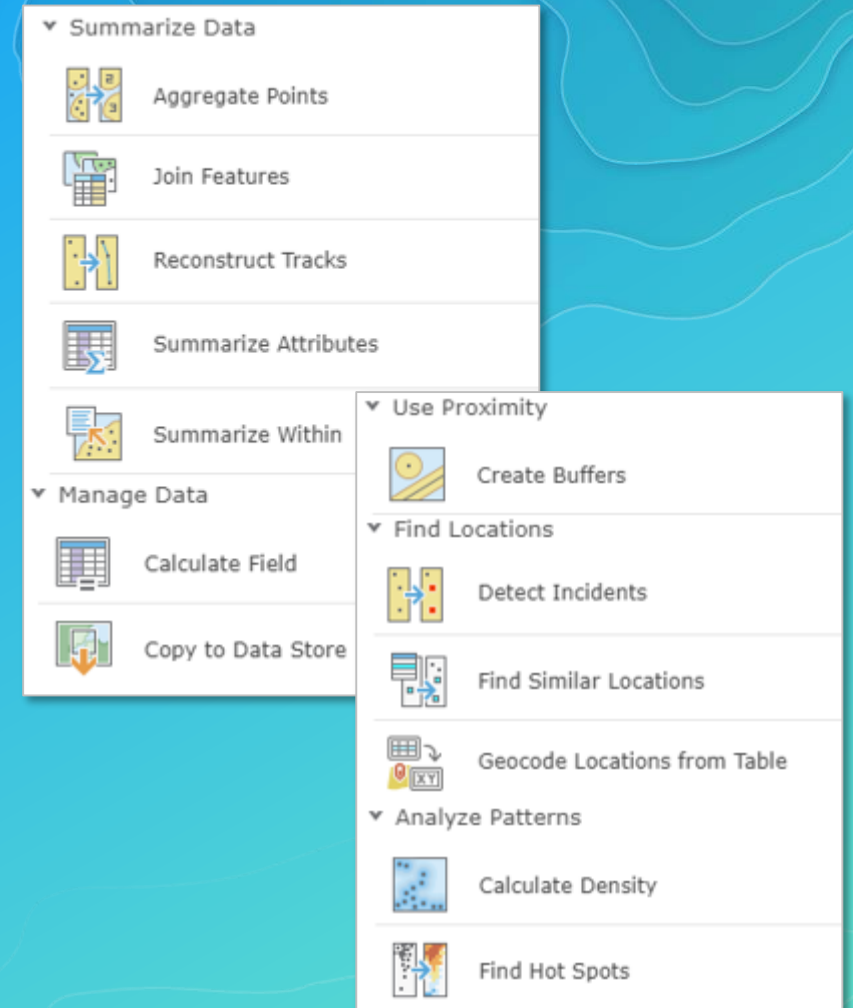 Summarize Data
Aggregate Points
Join Features
Reconstruct Tracks
Summarize Attributes
Summarize Within
Manage Data
Calculate Field
Copy to Data Store
Use Proximity
Create Buffers
Find Locations
Detect Incidents
Find Similar Locations
Geocode Locations from Table
XY
Analyze Patterns
Calculate Density
Find Hot Spots